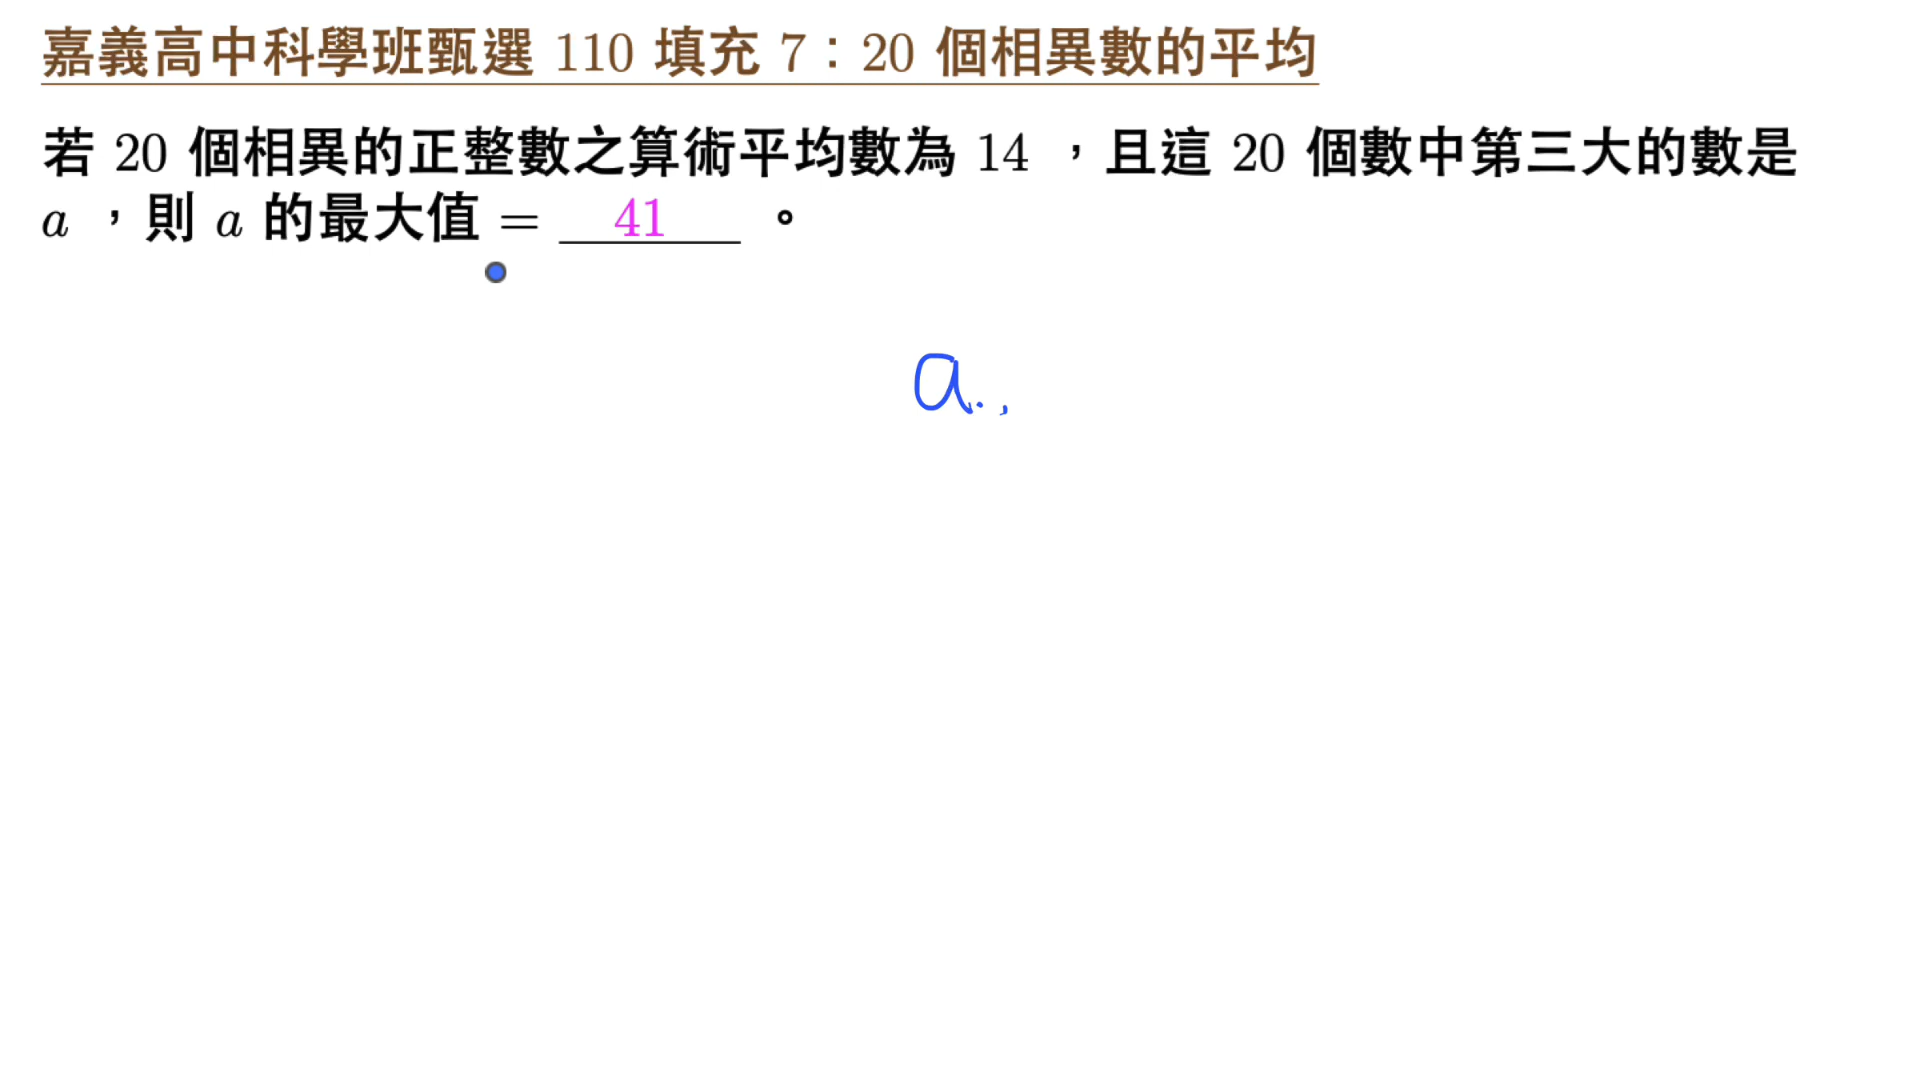 嘉義高中科學班甄選 110 填充 7：20 個相異數的平均
若 20 個相異的正整數之算術平均數為 14 ，且這 20 個數中第三大的數是
a ，則 a 的最大值 = 41 。
a..,